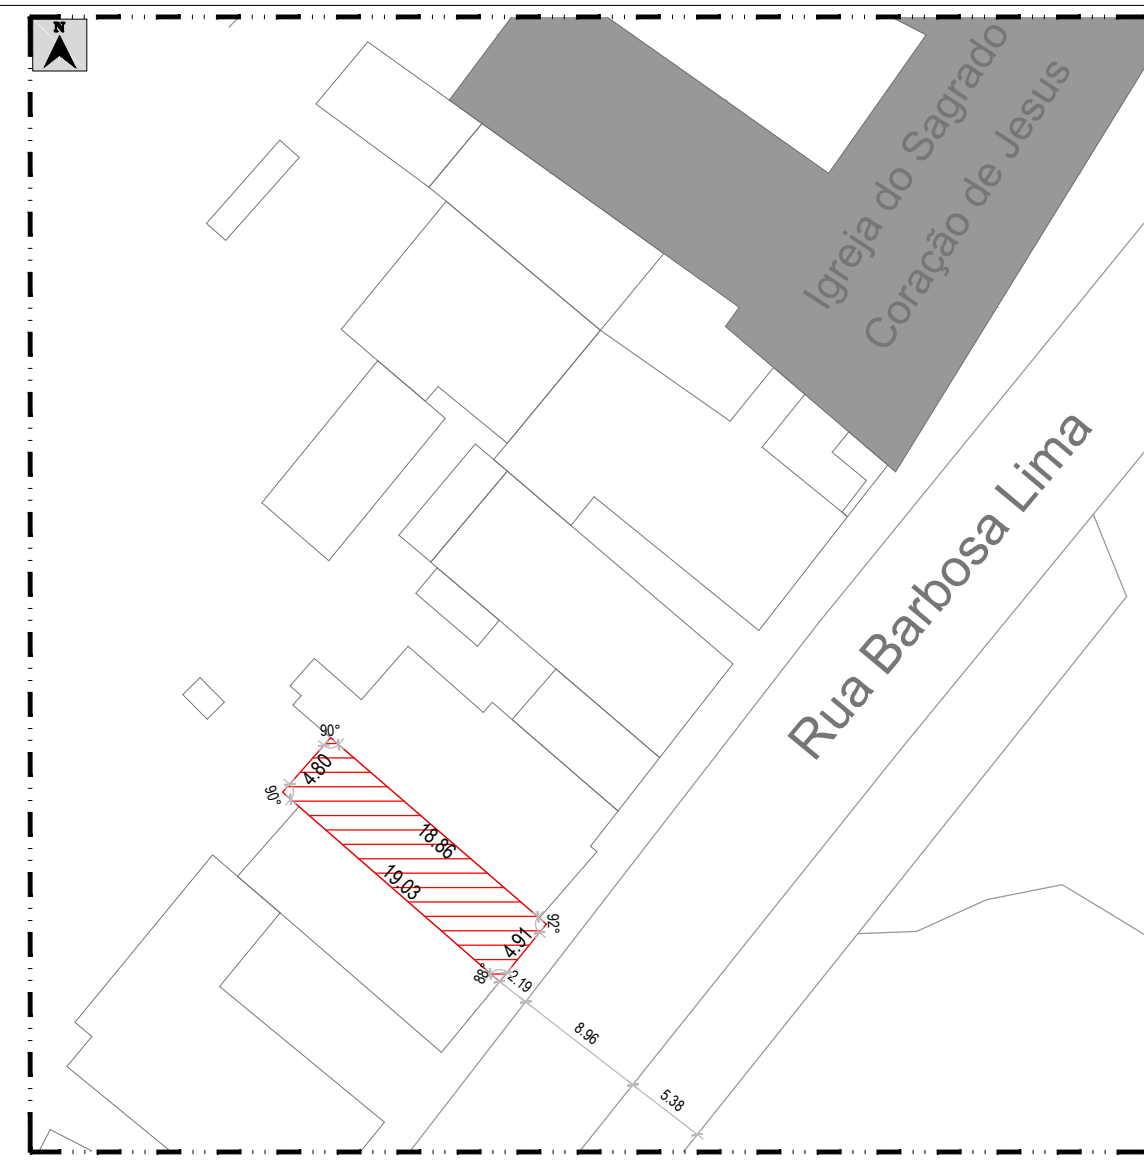 N
Igreja do Sagrado
Coração de Jesus
Rua Barbosa Lima
90°
4.80
90°
18.86
19.03
92°
4.91
88°
2.19
8.96
5.38